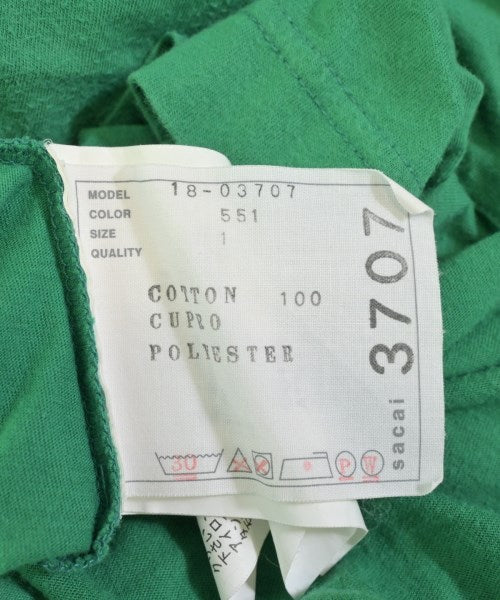 MODEL 18-03707
COLOR 551
SIZE 1
QUALITY
COTTON 100
CUPRO
POLYESTER
30 P W
sacai 3707